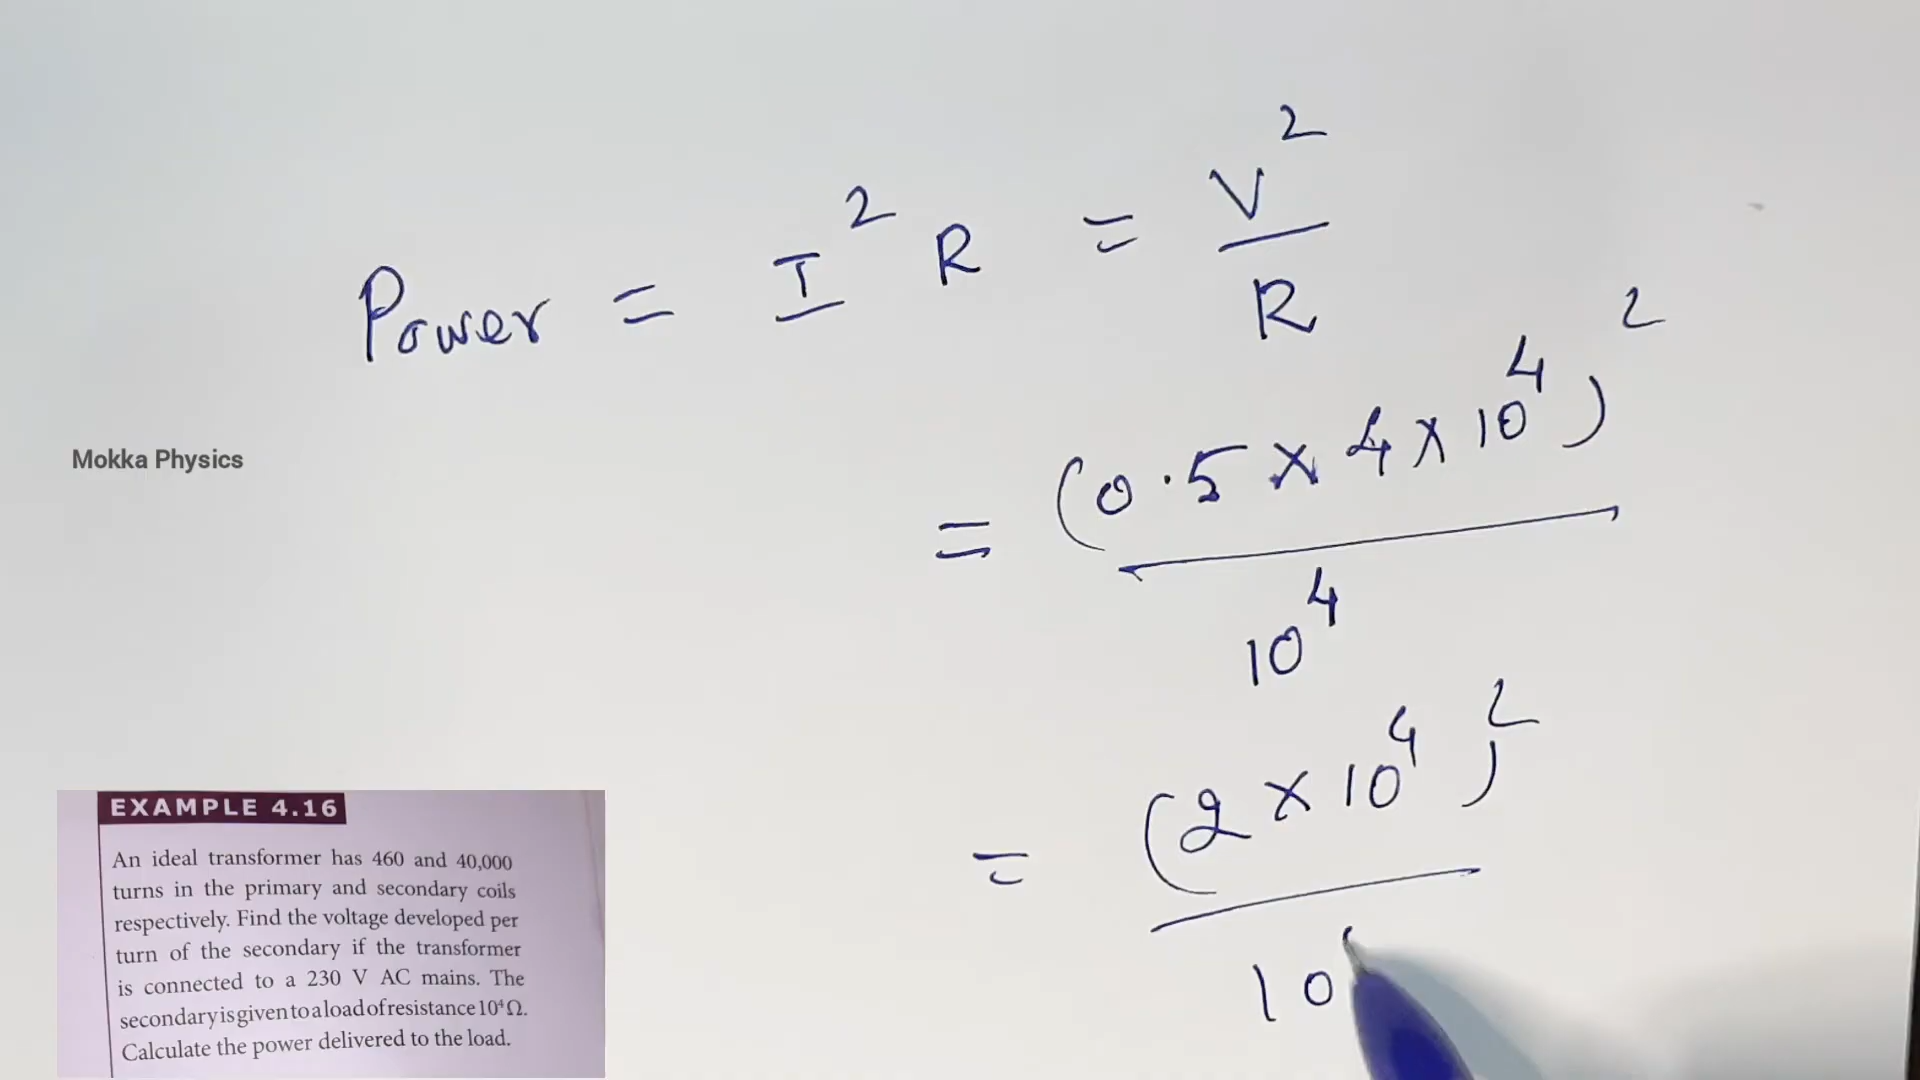 Power = I² R = V²/R
= (0.5 × 4 × 10⁴)² / 10⁴
Mokka Physics
= (2 × 10⁴)² / 10
EXAMPLE 4.16
An ideal transformer has 460 and 40,000
turns in the primary and secondary coils
respectively. Find the voltage developed per
turn of the secondary if the transformer
is connected to a 230 V AC mains. The
secondary is given to a load of resistance 10⁴ Ω.
Calculate the power delivered to the load.